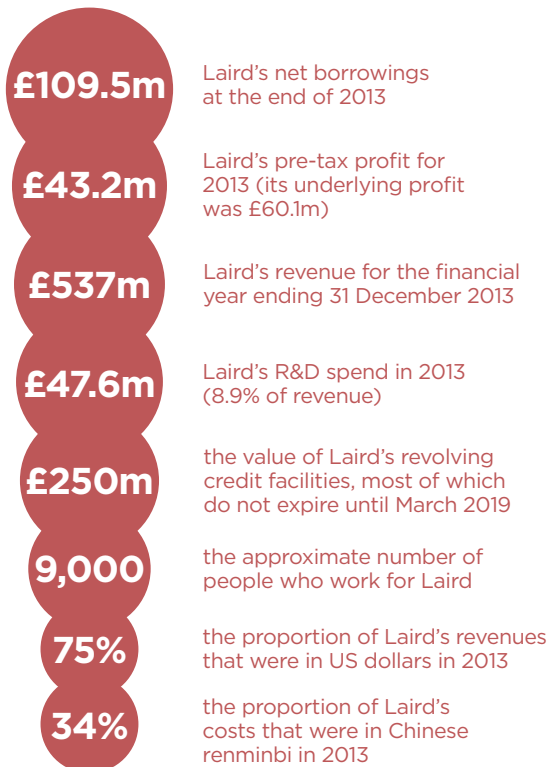 £109.5m
Laird’s net borrowings
at the end of 2013
£43.2m
Laird’s pre-tax profit for
2013 (its underlying profit
was £60.1m)
£537m
Laird’s revenue for the financial
year ending 31 December 2013
£47.6m
Laird’s R&D spend in 2013
(8.9% of revenue)
£250m
the value of Laird’s revolving
credit facilities, most of which
do not expire until March 2019
9,000
the approximate number of
people who work for Laird
75%
the proportion of Laird’s revenues
that were in US dollars in 2013
34%
the proportion of Laird’s
costs that were in Chinese
renminbi in 2013